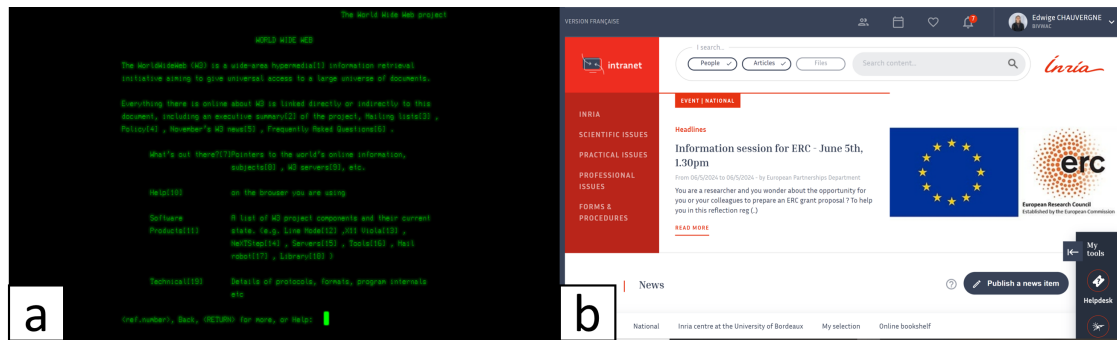 The World Wide Web project
WORLD WIDE WEB
The WorldWideWeb (W3) is a wide-area hypermedia[1] information retrieval
initiative aiming to give universal access to a large universe of documents.
Everything there is online about W3 is linked directly or indirectly to this
document, including an executive summary[2] of the project, Mailing lists[3] ,
Policy[4] , November's W3 news[5] , Frequently Asked Questions[6] .
What's out there?[7]Pointers to the world's online information,
subjects[8] , W3 servers[9], etc.
Help[10] on the browser you are using
Software A list of W3 project components and their current
Products[11] state. (e.g. Line Mode[12] ,X11 Viola[13] ,
NeXTStep[14] , Servers[15] , Tools[16] , Mail
robot[17] , Library[18] )
Technical[19] Details of protocols, formats, program internals
etc
<ref.number>, Back, <RETURN> for more, or Help:
a
VERSION FRANÇAISE
7
Edwige CHAUVERGNE
BIVWAC
intranet
I search..
People
Articles
Files
Search content..
Inria
INRIA
SCIENTIFIC ISSUES
PRACTICAL ISSUES
PROFESSIONAL
ISSUES
FORMS &
PROCEDURES
EVENT | NATIONAL
Headlines
Information session for ERC - June 5th,
1.30pm
From 06/5/2024 to 06/5/2024 - by European Partnerships Department
You are a researcher and you wonder about the opportunity for
you or your colleagues to prepare an ERC grant proposal ? To help
you in this reflection reg (.)
READ MORE
erc
European Research Council
Established by the European Commission
My
tools
Helpdesk
News
Publish a news item
National
Inria centre at the University of Bordeaux
My selection
Online bookshelf
b